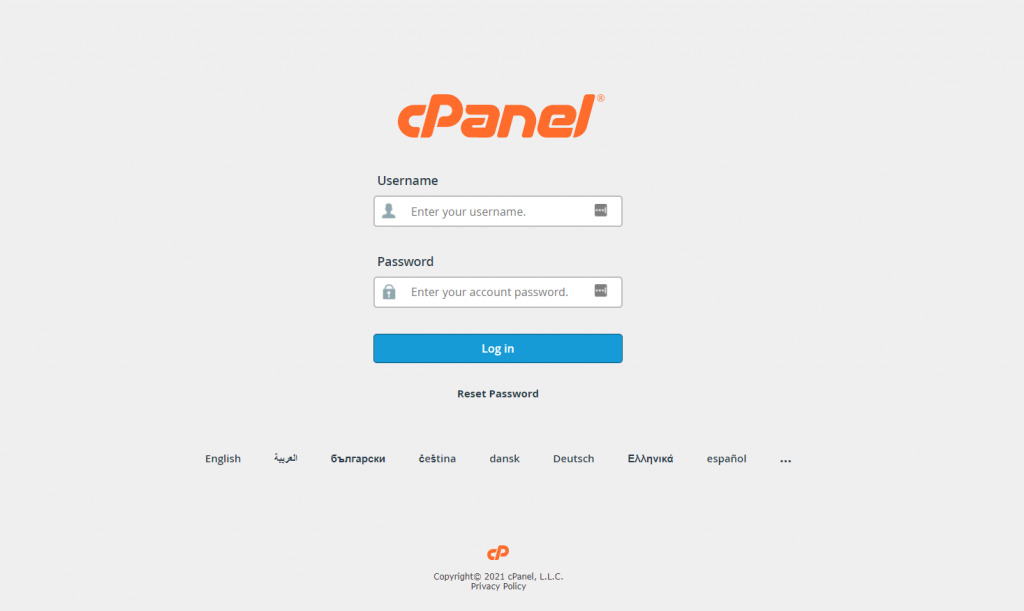 cPanel®
Username
Enter your username.
Password
Enter your account password.
Log in
Reset Password
English العربية български čeština dansk Deutsch Ελληνικά español ...
cP
Copyright© 2021 cPanel, L.L.C.
Privacy Policy